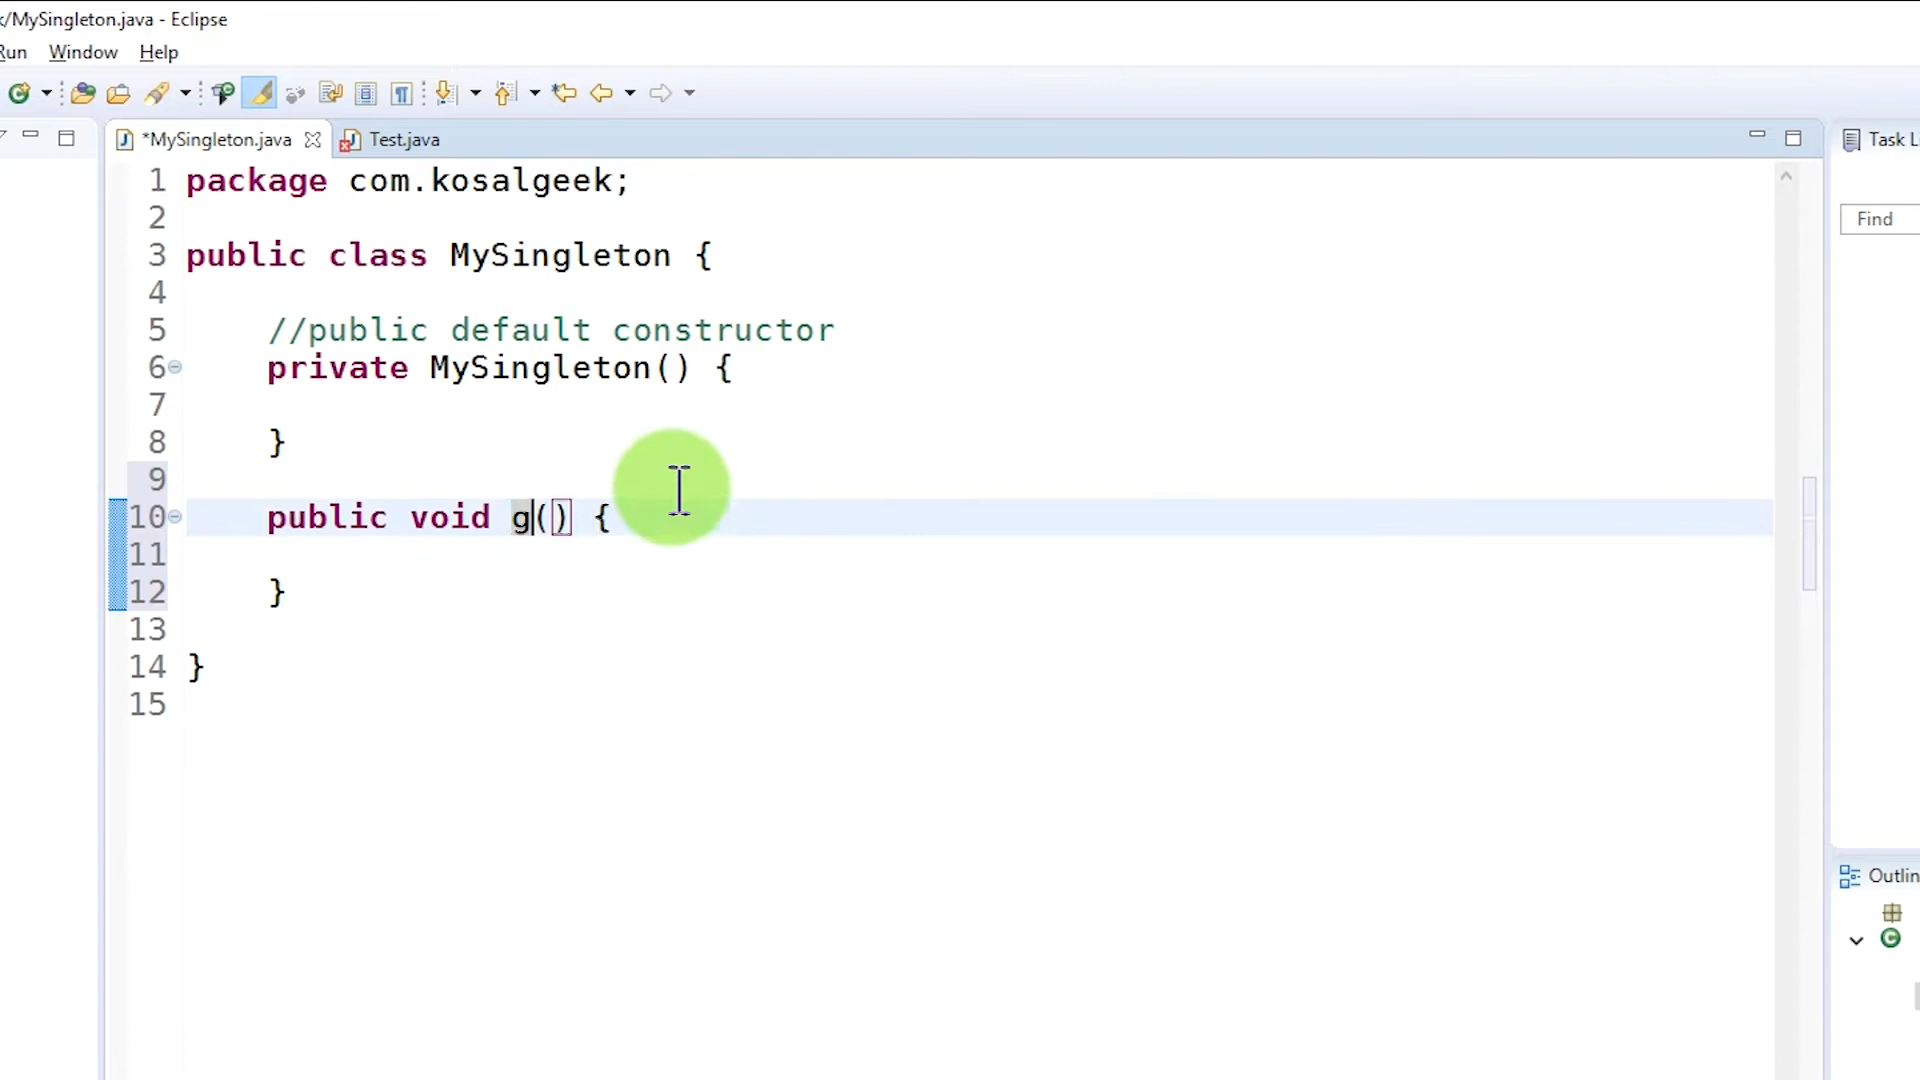 /MySingleton.java - Eclipse
Run Window Help
*MySingleton.java Test.java
Task Li
1 package com.kosalgeek;
2
3 public class MySingleton {
4
5 //public default constructor
6 private MySingleton() {
7
8 }
9
10 public void g() {
11
12 }
13
14 }
15
Find
Outlin